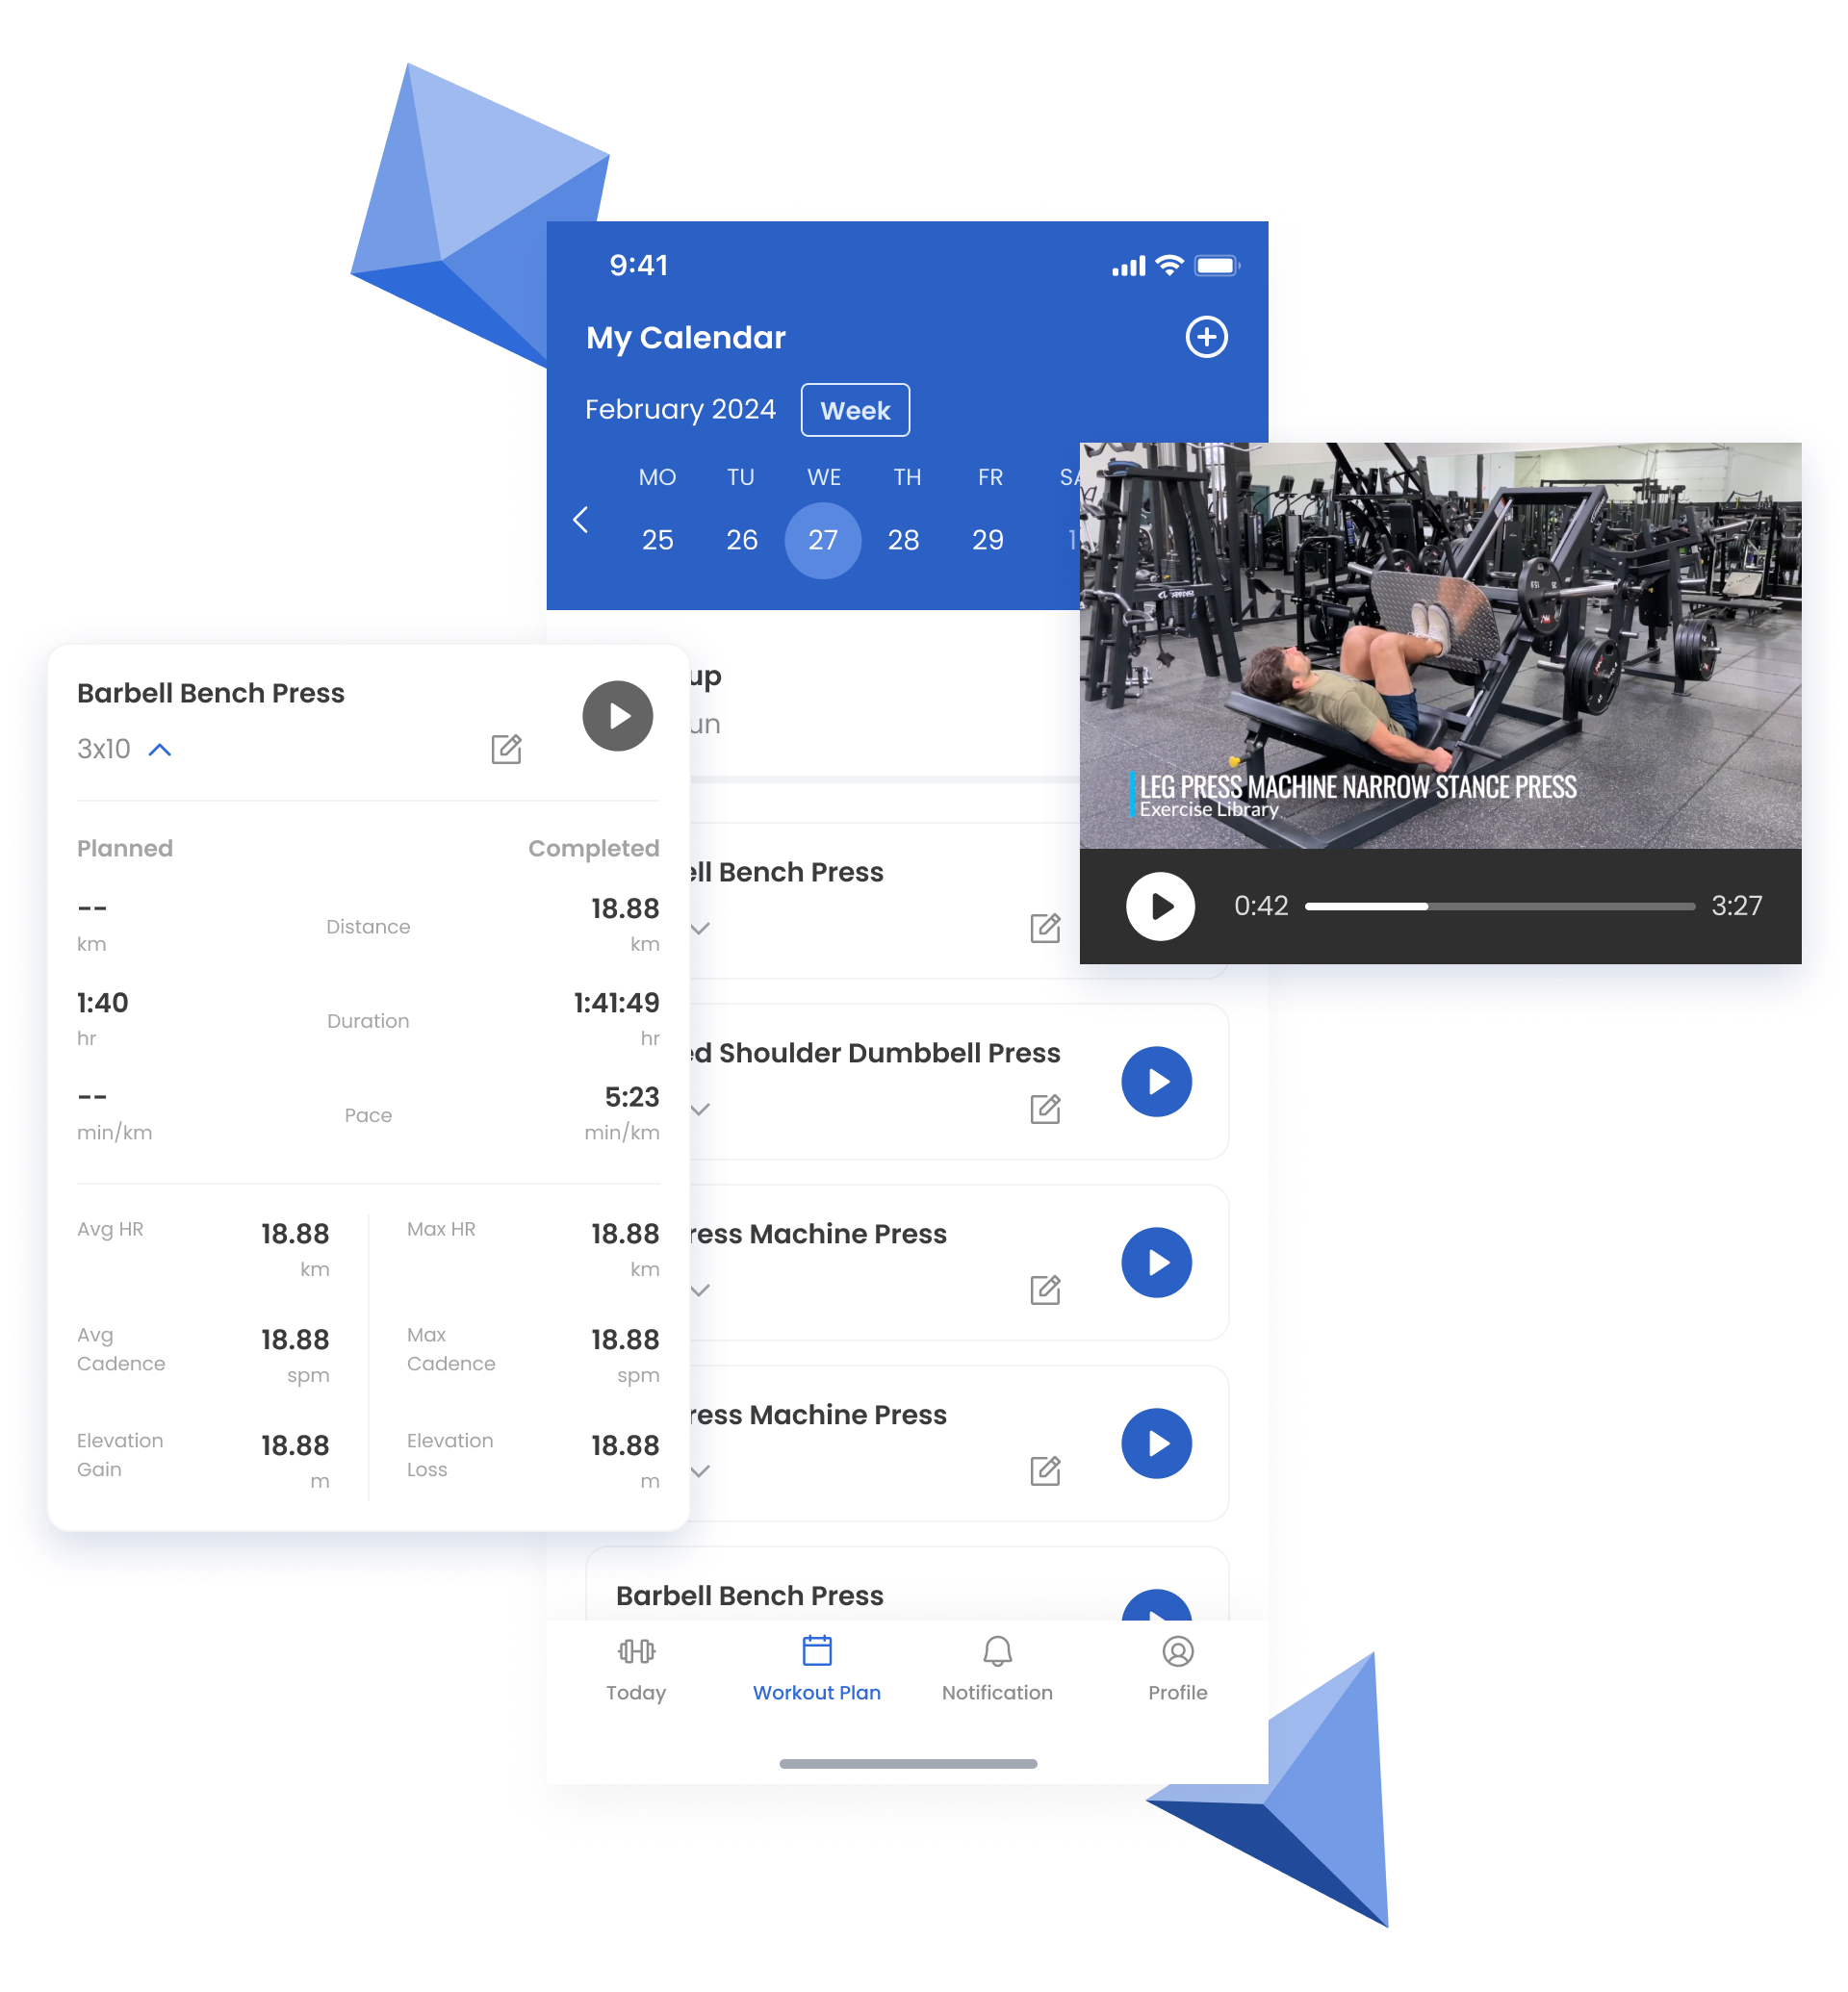 9:41
My Calendar
February 2024 Week
MO TU WE TH FR
25 26 27 28 29 1
Barbell Bench Press
3x10
Planned Completed
-- Distance 18.88
km km
1:40 Duration 1:41:49
hr hr
-- Pace 5:23
min/km min/km
Avg HR 18.88 km
Max HR 18.88 km
Avg Cadence 18.88 spm
Max Cadence 18.88 spm
Elevation Gain 18.88 m
Elevation Loss 18.88 m
up
un
ell Bench Press
ed Shoulder Dumbbell Press
ress Machine Press
ress Machine Press
Barbell Bench Press
Today Workout Plan Notification Profile
LEG PRESS MACHINE NARROW STANCE PRESS
Exercise Library
0:42 3:27